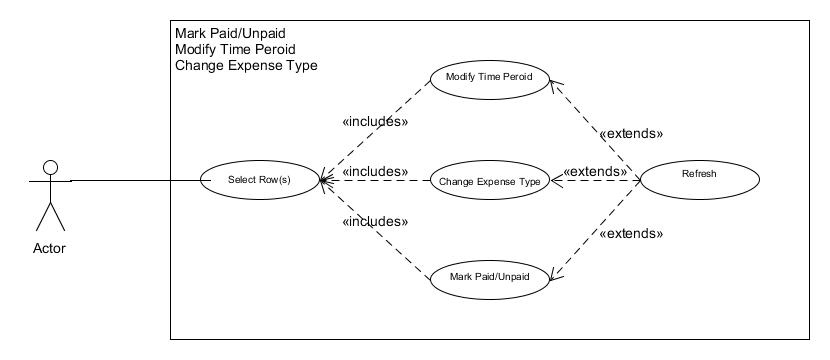 Mark Paid/Unpaid
Modify Time Peroid
Change Expense Type
Modify Time Peroid
«includes»
«extends»
Select Row(s)
«includes»
Change Expense Type
«extends»
Refresh
«includes»
«extends»
Actor
Mark Paid/Unpaid